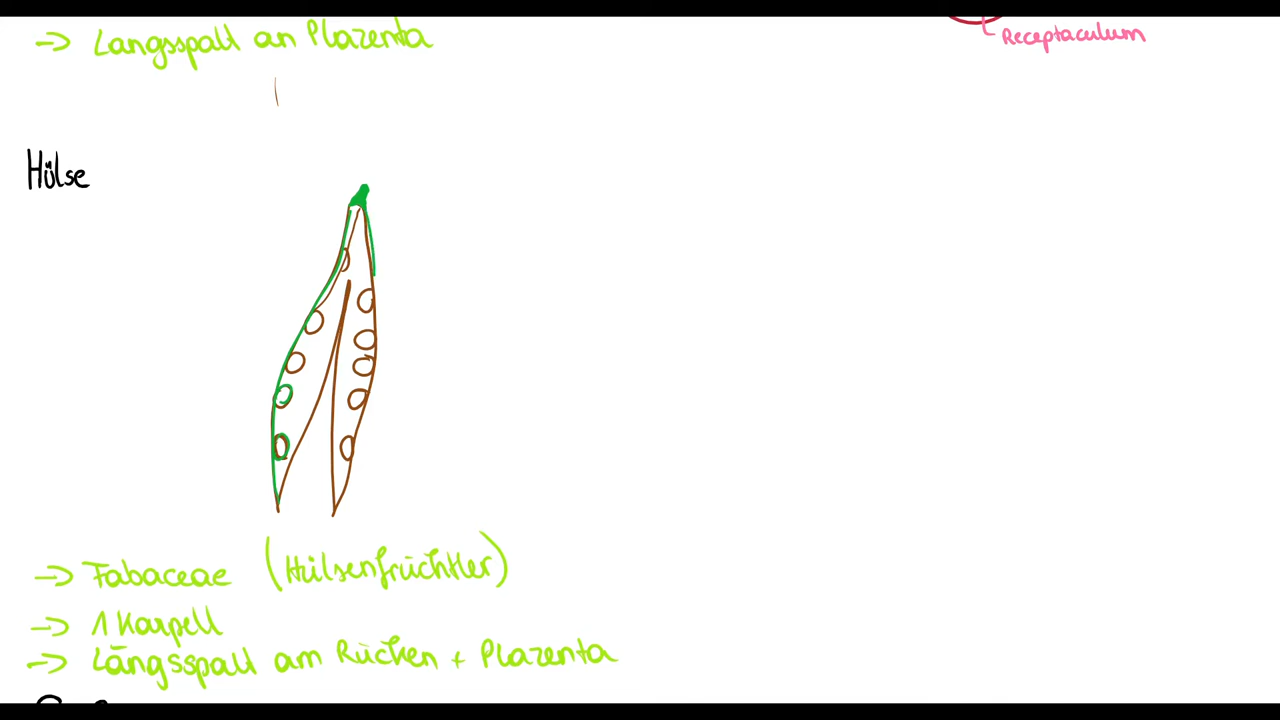 -> Längsspalt an Plazenta
Receptaculum
Hülse
-> Fabaceae (Hülsenfrüchtler)
-> 1 Karpell
-> Längsspalt am Rücken + Plazenta